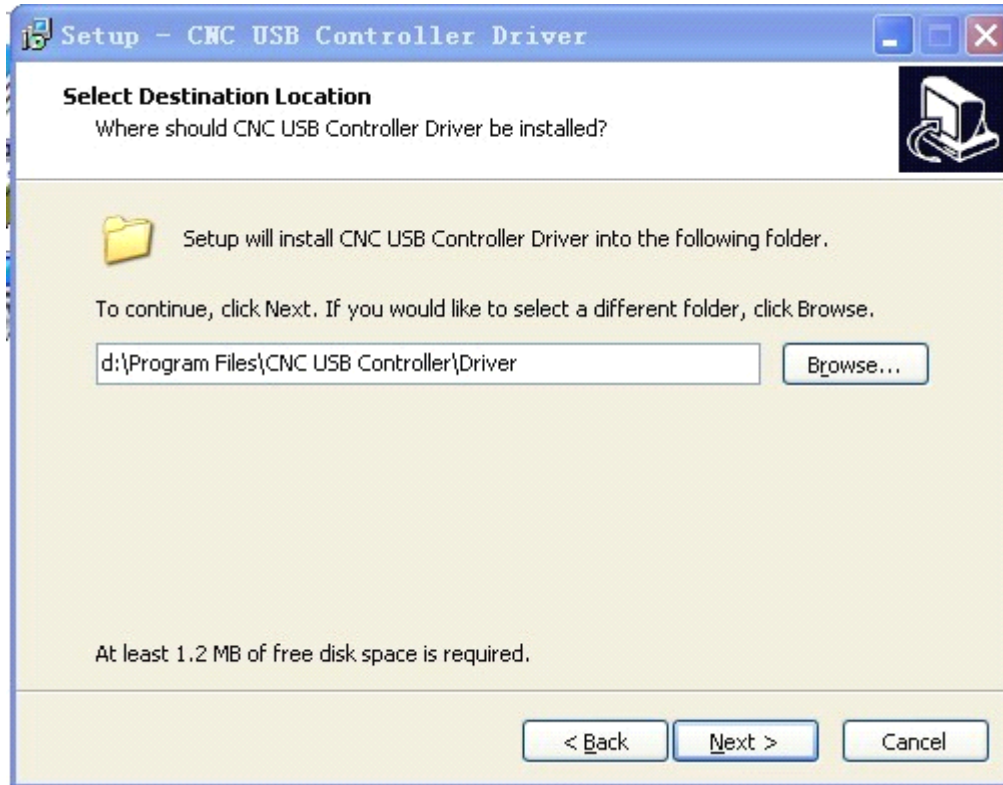 Setup - CNC USB Controller Driver
Select Destination Location
Where should CNC USB Controller Driver be installed?
Setup will install CNC USB Controller Driver into the following folder.
To continue, click Next. If you would like to select a different folder, click Browse.
d:\Program Files\CNC USB Controller\Driver
Browse...
At least 1.2 MB of free disk space is required.
< Back
Next >
Cancel